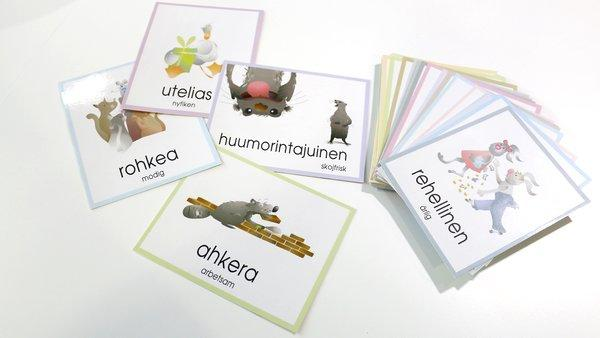 utelias
nyfiken
rohkea
modig
huumorintajuinen
skojfrisk
rehellinen
ärlig
ahkera
arbetsam